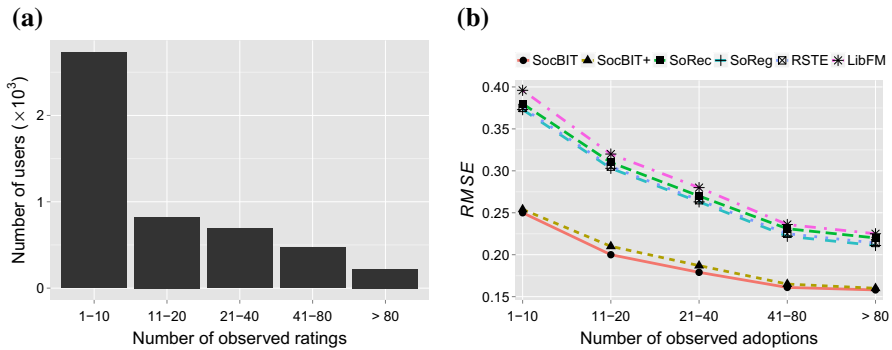 (a)
Number of users (×10³)
2
1
0
1−10
11−20
21−40
41−80
> 80
Number of observed ratings
(b)
SocBIT
SocBIT+
SoRec
SoReg
RSTE
LibFM
RMSE
0.40
0.35
0.30
0.25
0.20
0.15
1−10
11−20
21−40
41−80
> 80
Number of observed adoptions